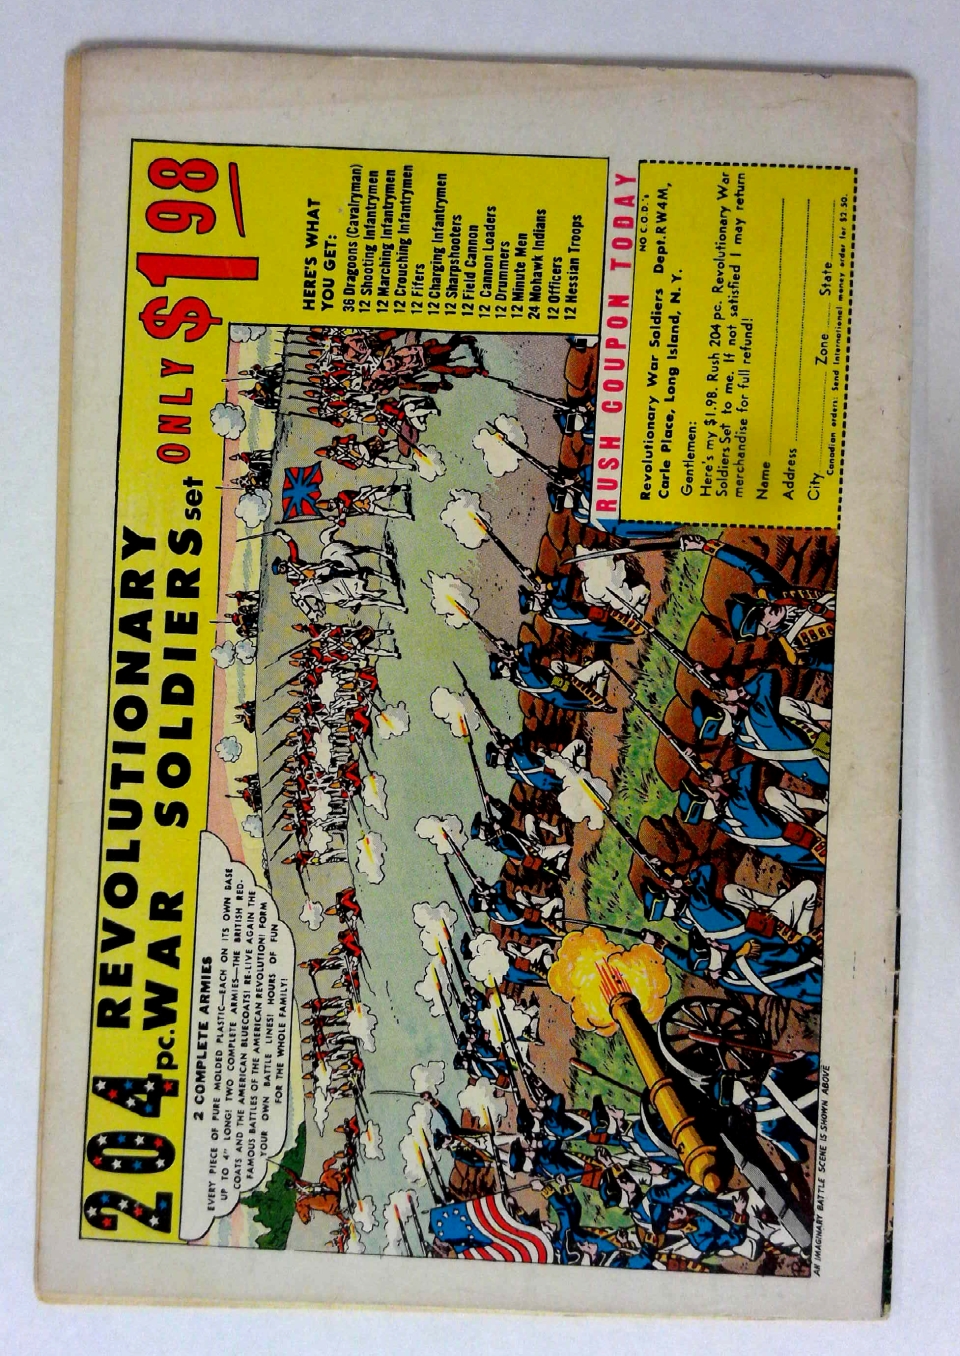 204 pc. REVOLUTIONARY
WAR SOLDIERS set ONLY $1 98
2 COMPLETE ARMIES
EVERY PIECE OF PURE MOLDED PLASTIC—EACH ON ITS OWN BASE
UP TO 4" LONG! TWO COMPLETE ARMIES—THE BRITISH RED-
COATS AND THE AMERICAN BLUECOATS! RE-LIVE AGAIN THE
FAMOUS BATTLES OF THE AMERICAN REVOLUTION! FORM
YOUR OWN BATTLE LINES! HOURS OF FUN
FOR THE WHOLE FAMILY!
HERE'S WHAT
YOU GET:
36 Dragoons (Cavalryman)
12 Shooting Infantrymen
12 Marching Infantrymen
12 Crouching Infantrymen
12 Fifers
12 Charging Infantrymen
12 Sharpshooters
12 Field Cannon
12 Cannon Loaders
12 Drummers
12 Minute Men
24 Mohawk Indians
12 Officers
12 Hessian Troops
RUSH COUPON TODAY
NO C.O.D.'s
Revolutionary War Soldiers Dept.RW4M,
Carle Place, Long Island, N.Y.
Gentlemen:
Here's my $1.98. Rush 204 pc. Revolutionary War
Soldiers Set to me. If not satisfied I may return
merchandise for full refund!
Name
Address
City Zone State
Canadian orders: Send International money order for $2.50.
AN IMAGINARY BATTLE SCENE IS SHOWN ABOVE